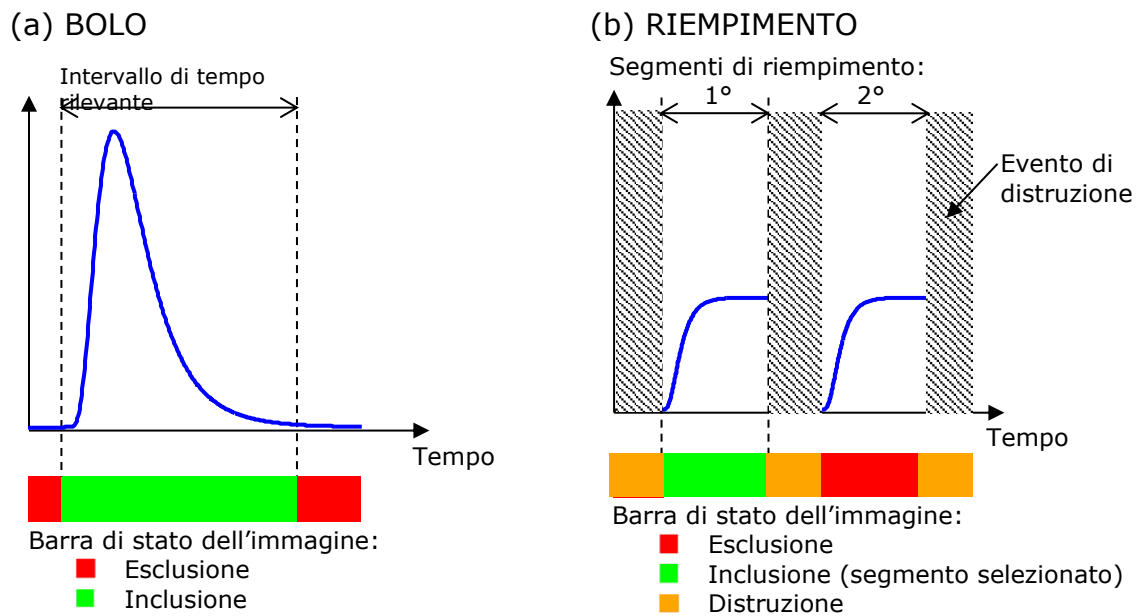 (a) BOLO
Intervallo di tempo
rilevante
Tempo
Barra di stato dell'immagine:
Esclusione
Inclusione
(b) RIEMPIMENTO
Segmenti di riempimento:
1° 2°
Evento di
distruzione
Tempo
Barra di stato dell'immagine:
Esclusione
Inclusione (segmento selezionato)
Distruzione